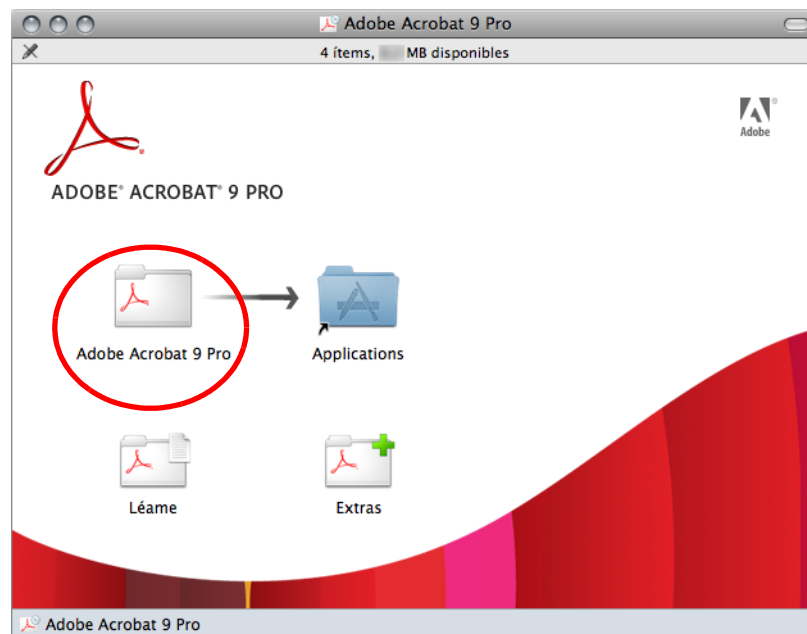 Adobe Acrobat 9 Pro
4 ítems, MB disponibles
Adobe
ADOBE® ACROBAT® 9 PRO
Adobe Acrobat 9 Pro
Applications
Léame
Extras
Adobe Acrobat 9 Pro